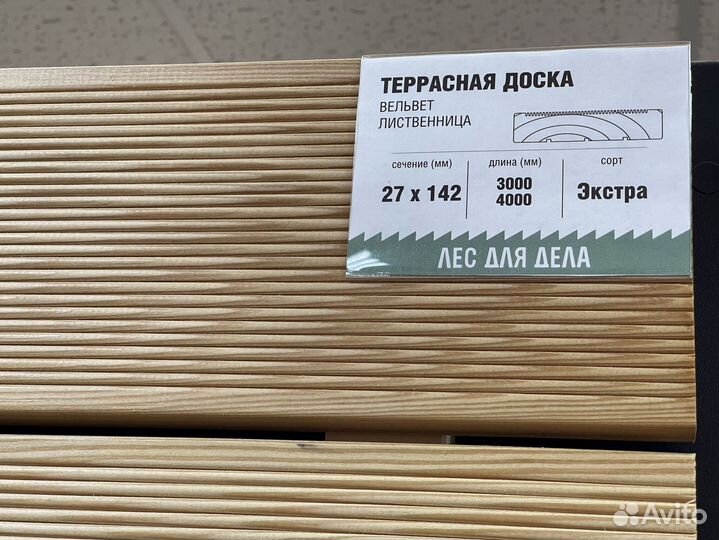 ТЕРРАСНАЯ ДОСКА
ВЕЛЬВЕТ
ЛИСТВЕННИЦА
сечение (мм)
27 х 142
длина (мм)
3000
4000
сорт
Экстра
ЛЕС ДЛЯ ДЕЛА
Avito